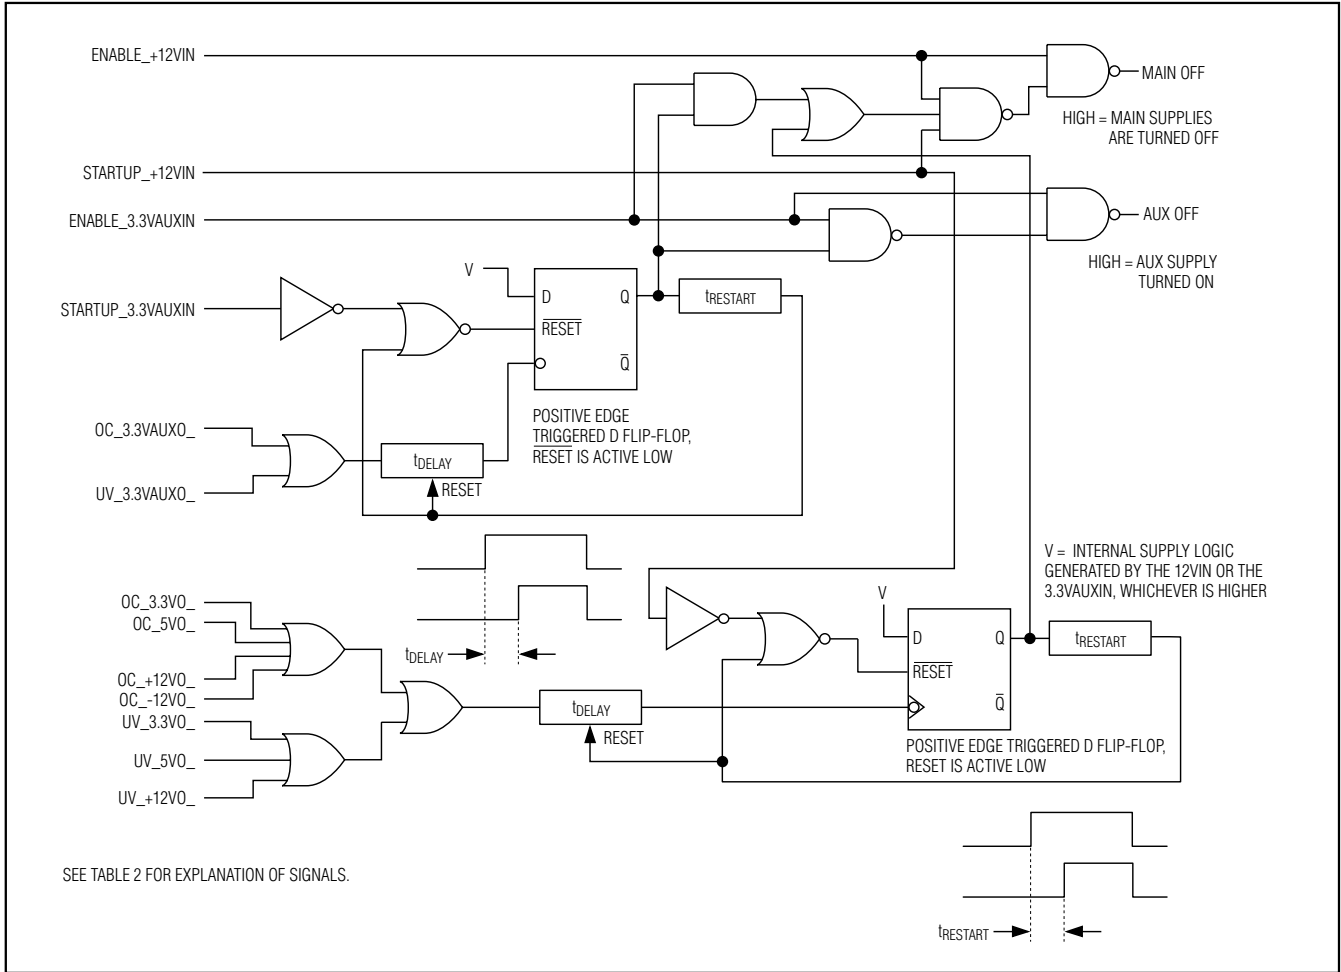 ENABLE_+12VIN
MAIN OFF
HIGH = MAIN SUPPLIES
ARE TURNED OFF
STARTUP_+12VIN
ENABLE_3.3VAUXIN
AUX OFF
HIGH = AUX SUPPLY
TURNED ON
STARTUP_3.3VAUXIN
V
D
Q
RESET
Q
tRESTART
POSITIVE EDGE
TRIGGERED D FLIP-FLOP,
RESET IS ACTIVE LOW
OC_3.3VAUXO_
UV_3.3VAUXO_
tDELAY
RESET
V = INTERNAL SUPPLY LOGIC
GENERATED BY THE 12VIN OR THE
3.3VAUXIN, WHICHEVER IS HIGHER
OC_3.3VO_
OC_5VO_
OC_+12VO_
OC_-12VO_
UV_3.3VO_
UV_5VO_
UV_+12VO_
tDELAY
tDELAY
RESET
V
D
Q
RESET
Q
tRESTART
POSITIVE EDGE TRIGGERED D FLIP-FLOP,
RESET IS ACTIVE LOW
SEE TABLE 2 FOR EXPLANATION OF SIGNALS.
tRESTART